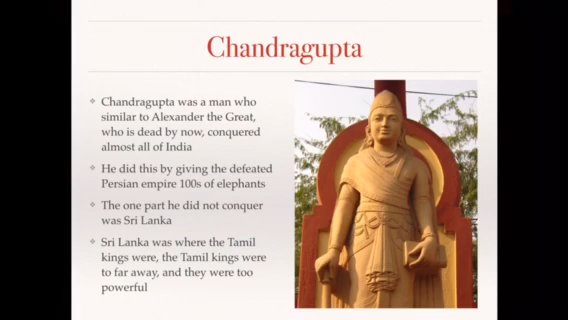 Chandragupta
Chandragupta was a man who
similar to Alexander the Great,
who is dead by now, conquered
almost all of India
He did this by giving the defeated
Persian empire 100s of elephants
The one part he did not conquer
was Sri Lanka
Sri Lanka was where the Tamil
kings were, the Tamil kings were
to far away, and they were too
powerful